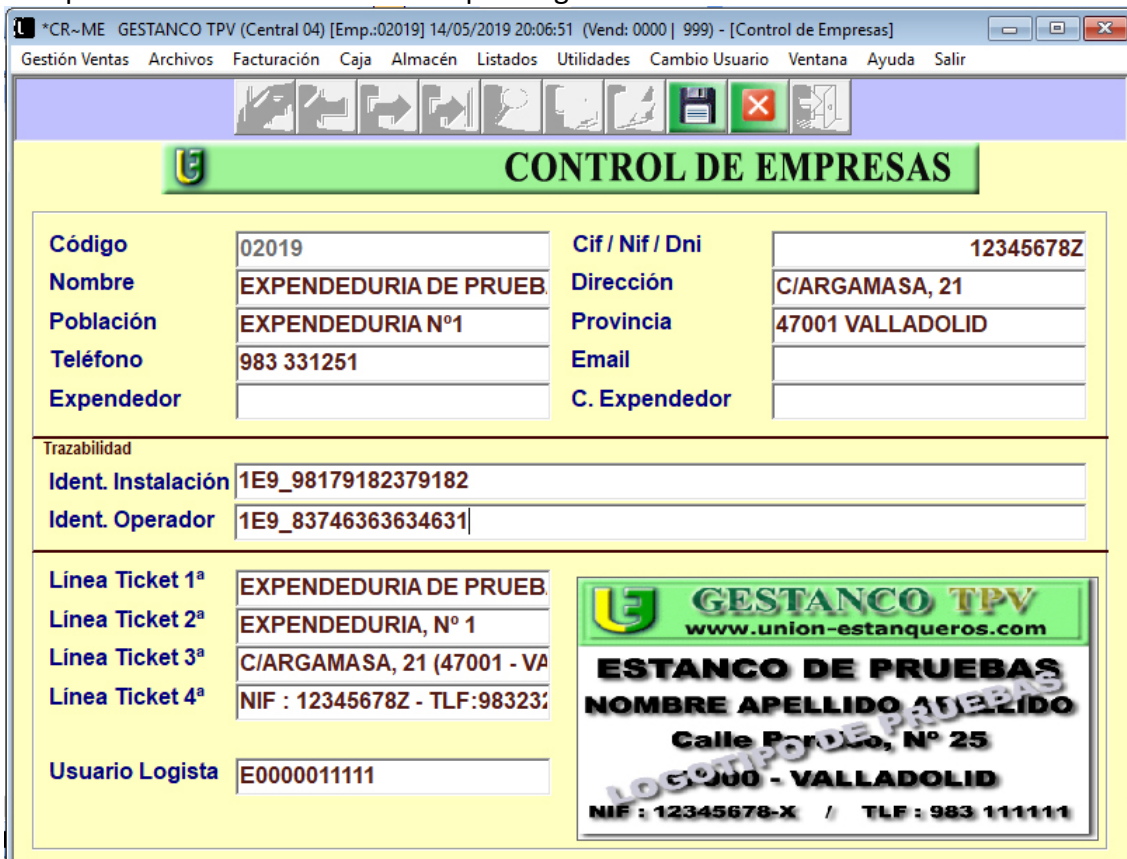 *CR~ME GESTANCO TPV (Central 04) [Emp.:02019] 14/05/2019 20:06:51 (Vend: 0000 | 999) - [Control de Empresas]
Gestión Ventas Archivos Facturación Caja Almacén Listados Utilidades Cambio Usuario Ventana Ayuda Salir
CONTROL DE EMPRESAS
Código 02019 Cif / Nif / Dni 12345678Z
Nombre EXPENDEDURIA DE PRUEB Dirección C/ARGAMASA, 21
Población EXPENDEDURIA Nº1 Provincia 47001 VALLADOLID
Teléfono 983 331251 Email
Expendedor C. Expendedor
Trazabilidad
Ident. Instalación 1E9_98179182379182
Ident. Operador 1E9_83746363634631
Línea Ticket 1ª EXPENDEDURIA DE PRUEB
Línea Ticket 2ª EXPENDEDURIA, Nº 1
Línea Ticket 3ª C/ARGAMASA, 21 (47001 - VA
Línea Ticket 4ª NIF : 12345678Z - TLF:983232
Usuario Logista E0000011111
GESTANCO TPV
www.union-estanqueros.com
ESTANCO DE PRUEBAS
NOMBRE APELLIDO APELLIDO
Calle Nº 25
- VALLADOLID
NIF : 12345678-X / TLF : 983 111111
LOGOTIPO DE PRUEBAS